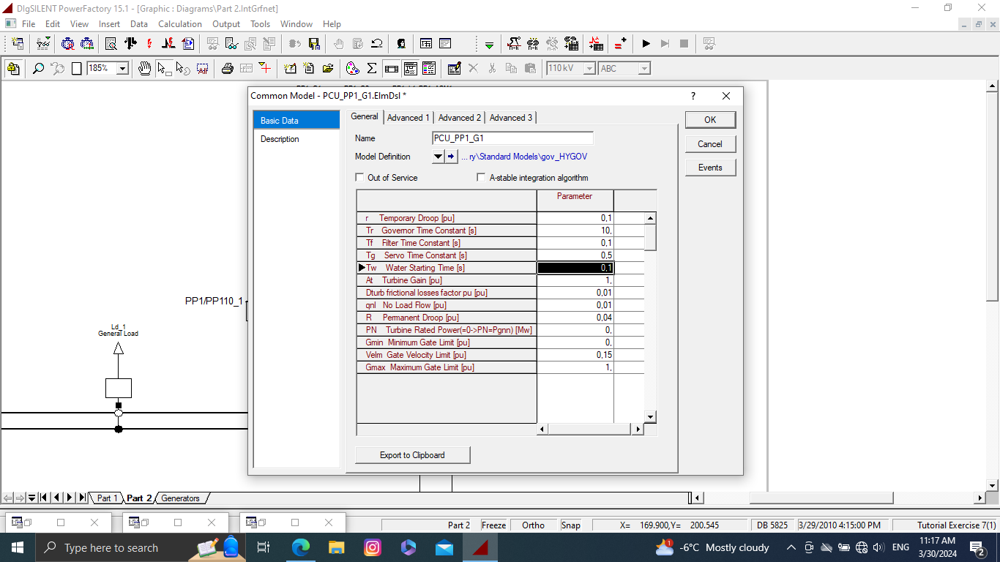 DIgSILENT PowerFactory 15.1 - [Graphic : Diagrams\Part 2.IntGrfnet]
File Edit View Insert Data Calculation Output Tools Window Help
185%
110 kV
ABC
Common Model - PCU_PP1_G1.ElmDsl *
?
Basic Data
Description
General
Advanced 1
Advanced 2
Advanced 3
OK
Cancel
Events
Name PCU_PP1_G1
Model Definition ... ry\Standard Models\gov_HYGOV
Out of Service A-stable integration algorithm
Parameter
r Temporary Droop [pu] 0,1
Tr Governor Time Constant [s] 10,
Tf Filter Time Constant [s] 0,1
Tg Servo Time Constant [s] 0,5
Tw Water Starting Time [s] 0,1
At Turbine Gain [pu] 1,
Dturb frictional losses factor pu [pu] 0,01
qnl No Load Flow [pu] 0,01
R Permanent Droop [pu] 0,04
PN Turbine Rated Power(=0->PN=Pgnn) [Mw] 0,
Gmin Minimum Gate Limit [pu] 0,
Velm Gate Velocity Limit [pu] 0,15
Gmax Maximum Gate Limit [pu] 1,
Export to Clipboard
PP1/PP110_1
Ld_1
General Load
Part 1 Part 2 Generators
Part 2 Freeze Ortho Snap X= 169.900,Y= 200.545 DB 5825 3/29/2010 4:15:00 PM Tutorial Exercise 7(1)
Type here to search
1
-6°C Mostly cloudy
ENG
11:17 AM
3/30/2024
2